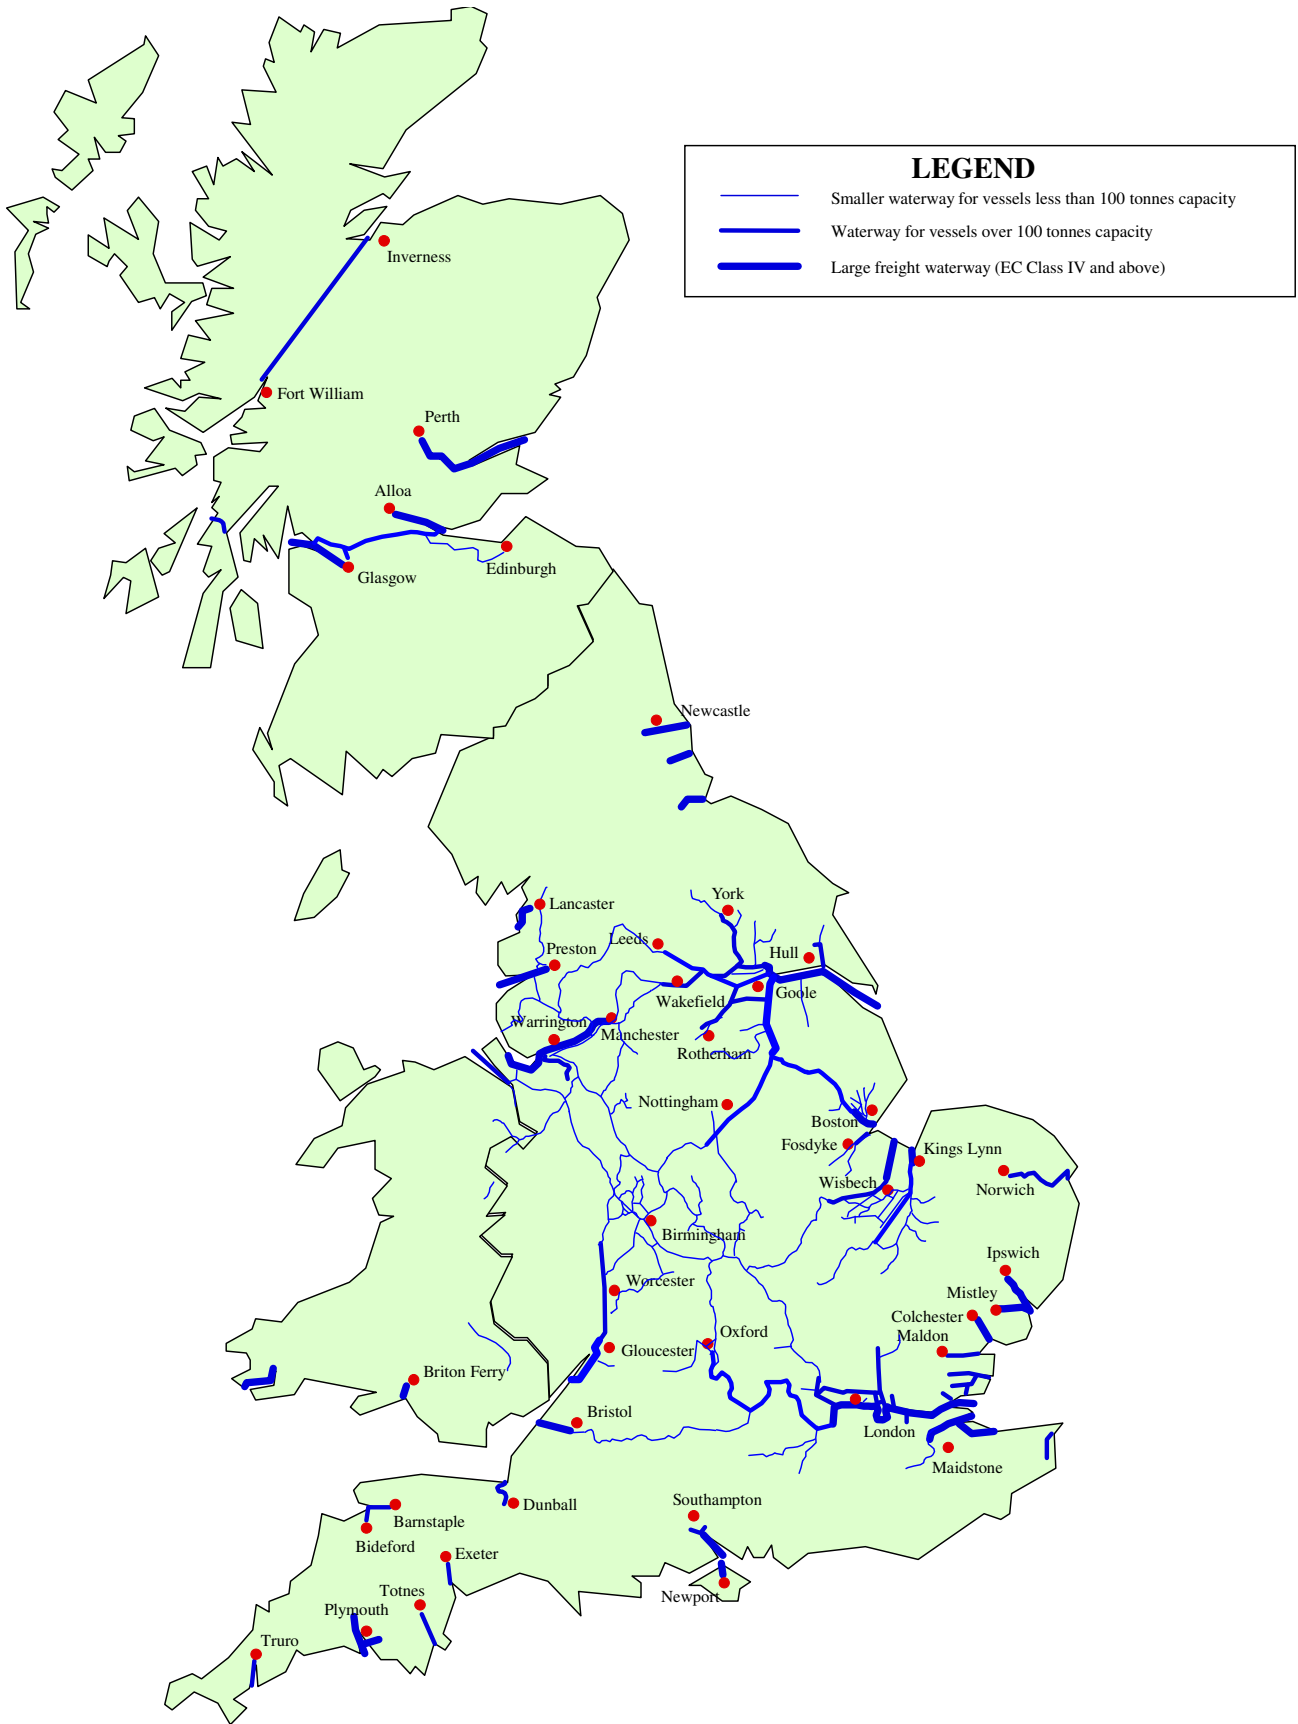 LEGEND
Smaller waterway for vessels less than 100 tonnes capacity
Waterway for vessels over 100 tonnes capacity
Large freight waterway (EC Class IV and above)
Inverness
Fort William
Perth
Alloa
Edinburgh
Glasgow
Newcastle
York
Lancaster
Leeds
Preston
Hull
Goole
Wakefield
Warrington
Manchester
Rotherham
Nottingham
Boston
Fosdyke
Kings Lynn
Wisbech
Norwich
Birmingham
Ipswich
Worcester
Mistley
Colchester
Maldon
Oxford
Gloucester
Briton Ferry
Bristol
London
Maidstone
Southampton
Dunball
Barnstaple
Bideford
Exeter
Totnes
Newport
Plymouth
Truro